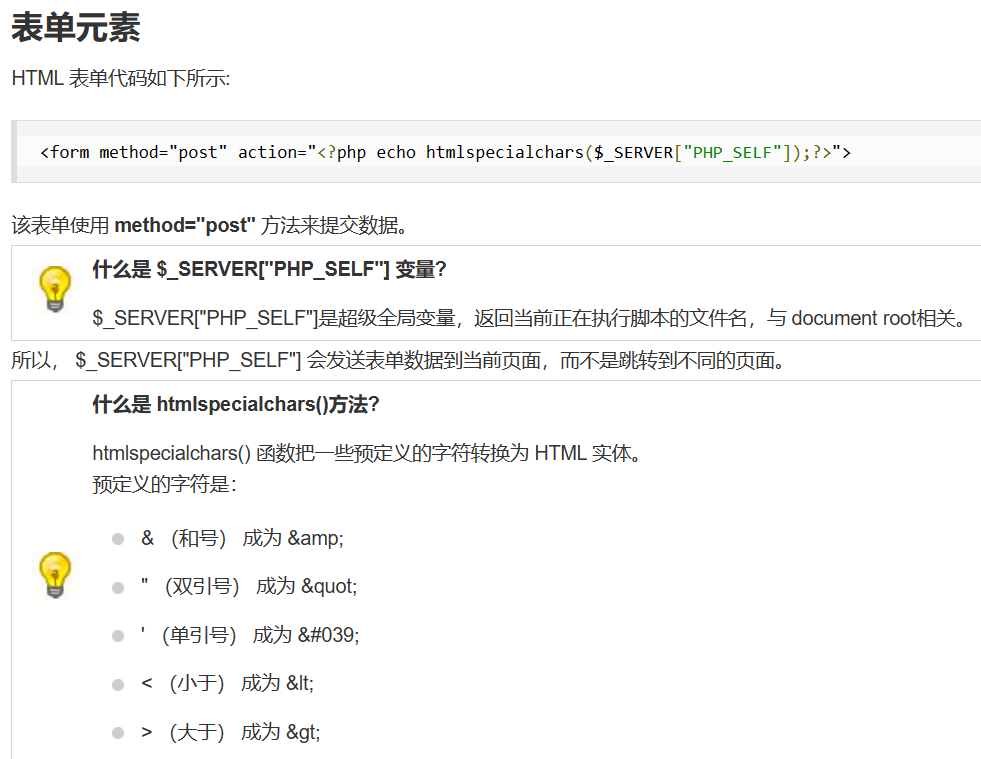 表单元素
HTML 表单代码如下所示:
<form method="post" action="<?php echo htmlspecialchars($_SERVER["PHP_SELF"]);?>">
该表单使用 method="post" 方法来提交数据。
什么是 $_SERVER["PHP_SELF"] 变量?
$_SERVER["PHP_SELF"]是超级全局变量，返回当前正在执行脚本的文件名，与 document root相关。
所以， $_SERVER["PHP_SELF"] 会发送表单数据到当前页面，而不是跳转到不同的页面。
什么是 htmlspecialchars()方法?
htmlspecialchars() 函数把一些预定义的字符转换为 HTML 实体。
预定义的字符是：
& （和号） 成为 &amp;
" （双引号） 成为 &quot;
' （单引号） 成为 &#039;
< （小于） 成为 &lt;
> （大于） 成为 &gt;